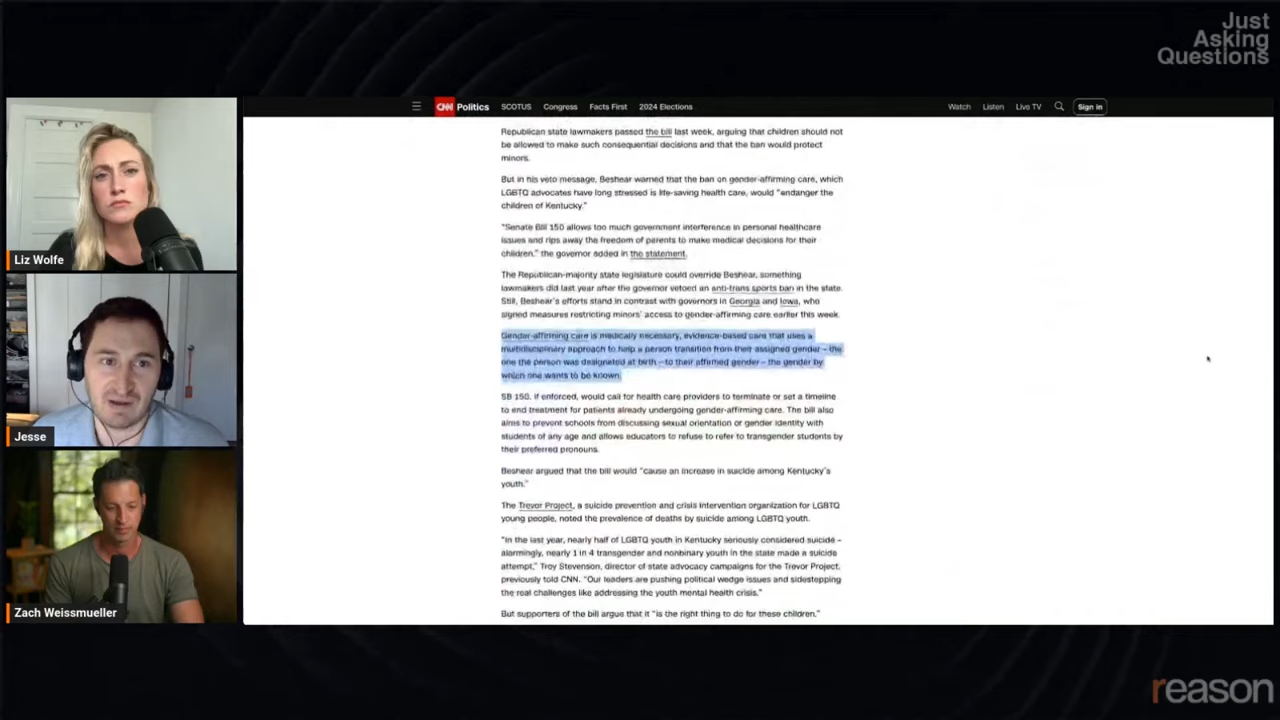 Just
Asking
Questions
CNN Politics SCOTUS Congress Facts First 2024 Elections Watch Listen Live TV Sign in
Republican state lawmakers passed the bill last week, arguing that children should not
be allowed to make such consequential decisions and that the ban would protect
minors.
But in his veto message, Beshear warned that the ban on gender-affirming care, which
LGBTQ advocates have long stressed is life-saving health care, would "endanger the
children of Kentucky."
"Senate Bill 150 allows too much government interference in personal healthcare
issues and rips away the freedom of parents to make medical decisions for their
children," the governor added in the statement.
The Republican-majority state legislature could override Beshear, something
lawmakers did last year after the governor vetoed an anti-trans sports ban in the state.
Still, Beshear's efforts stand in contrast with governors in Georgia and Iowa, who
signed measures restricting minors' access to gender-affirming care earlier this week.
Gender-affirming care is medically necessary, evidence-based care that uses a
multidisciplinary approach to help a person transition from their assigned gender – the
one the person was designated at birth – to their affirmed gender – the gender by
which one wants to be known.
SB 150, if enforced, would call for health care providers to terminate or set a timeline
to end treatment for patients already undergoing gender-affirming care. The bill also
aims to prevent schools from discussing sexual orientation or gender identity with
students of any age and allows educators to refuse to refer to transgender students by
their preferred pronouns.
Beshear argued that the bill would "cause an increase in suicide among Kentucky's
youth."
The Trevor Project, a suicide prevention and crisis intervention organization for LGBTQ
young people, noted the prevalence of deaths by suicide among LGBTQ youth.
"In the last year, nearly half of LGBTQ youth in Kentucky seriously considered suicide –
alarmingly, nearly 1 in 4 transgender and nonbinary youth in the state made a suicide
attempt," Troy Stevenson, director of state advocacy campaigns for the Trevor Project,
previously told CNN. "Our leaders are pushing political wedge issues and sidestepping
the real challenges like addressing the youth mental health crisis."
But supporters of the bill argue that it "is the right thing to do for these children."
Liz Wolfe
Jesse
Zach Weissmueller
reason